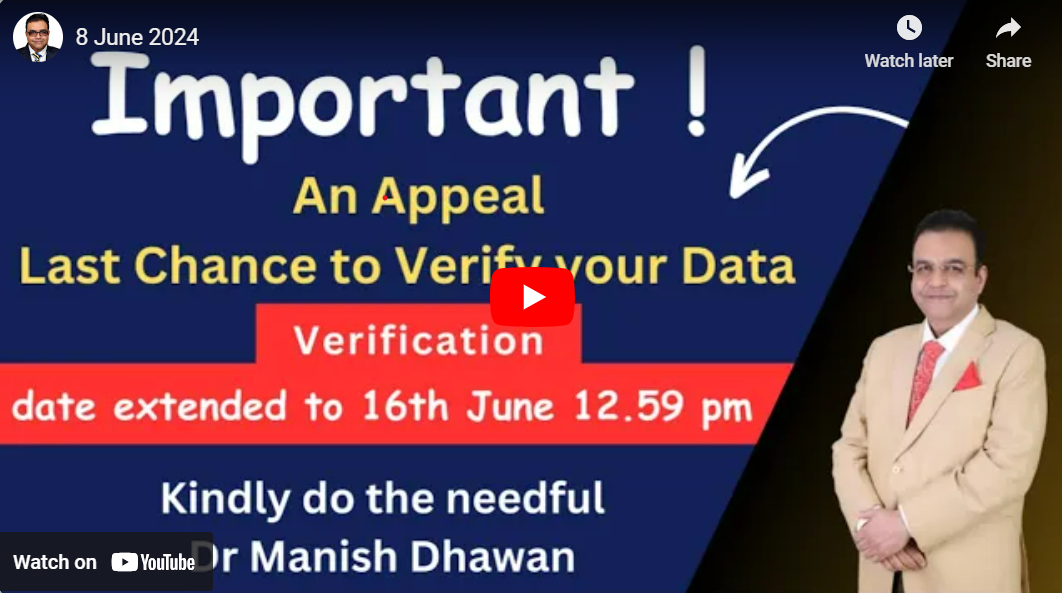 8 June 2024
Watch later
Share
Important !
An Appeal
Last Chance to Verify your Data
Verification
date extended to 16th June 12.59 pm
Kindly do the needful
Dr Manish Dhawan
Watch on YouTube